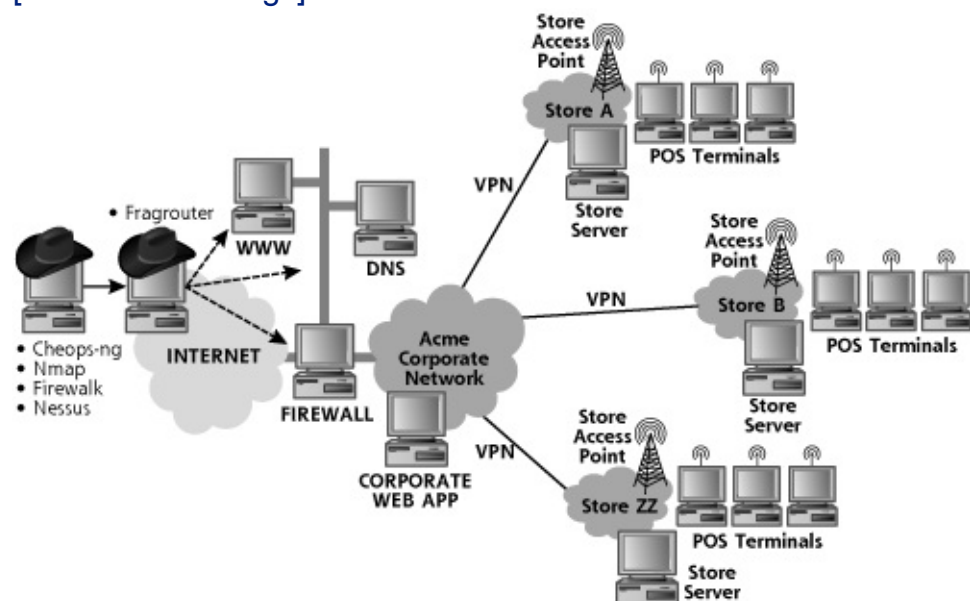 Store
Access
Point
Store A
POS Terminals
VPN
Store
Server
• Fragrouter
WWW
DNS
Store
Access
Point
VPN
Store B
POS Terminals
Store
Server
INTERNET
Acme
Corporate
Network
• Cheops-ng
• Nmap
• Firewalk
• Nessus
FIREWALL
CORPORATE
WEB APP
VPN
Store
Access
Point
Store ZZ
POS Terminals
Store
Server